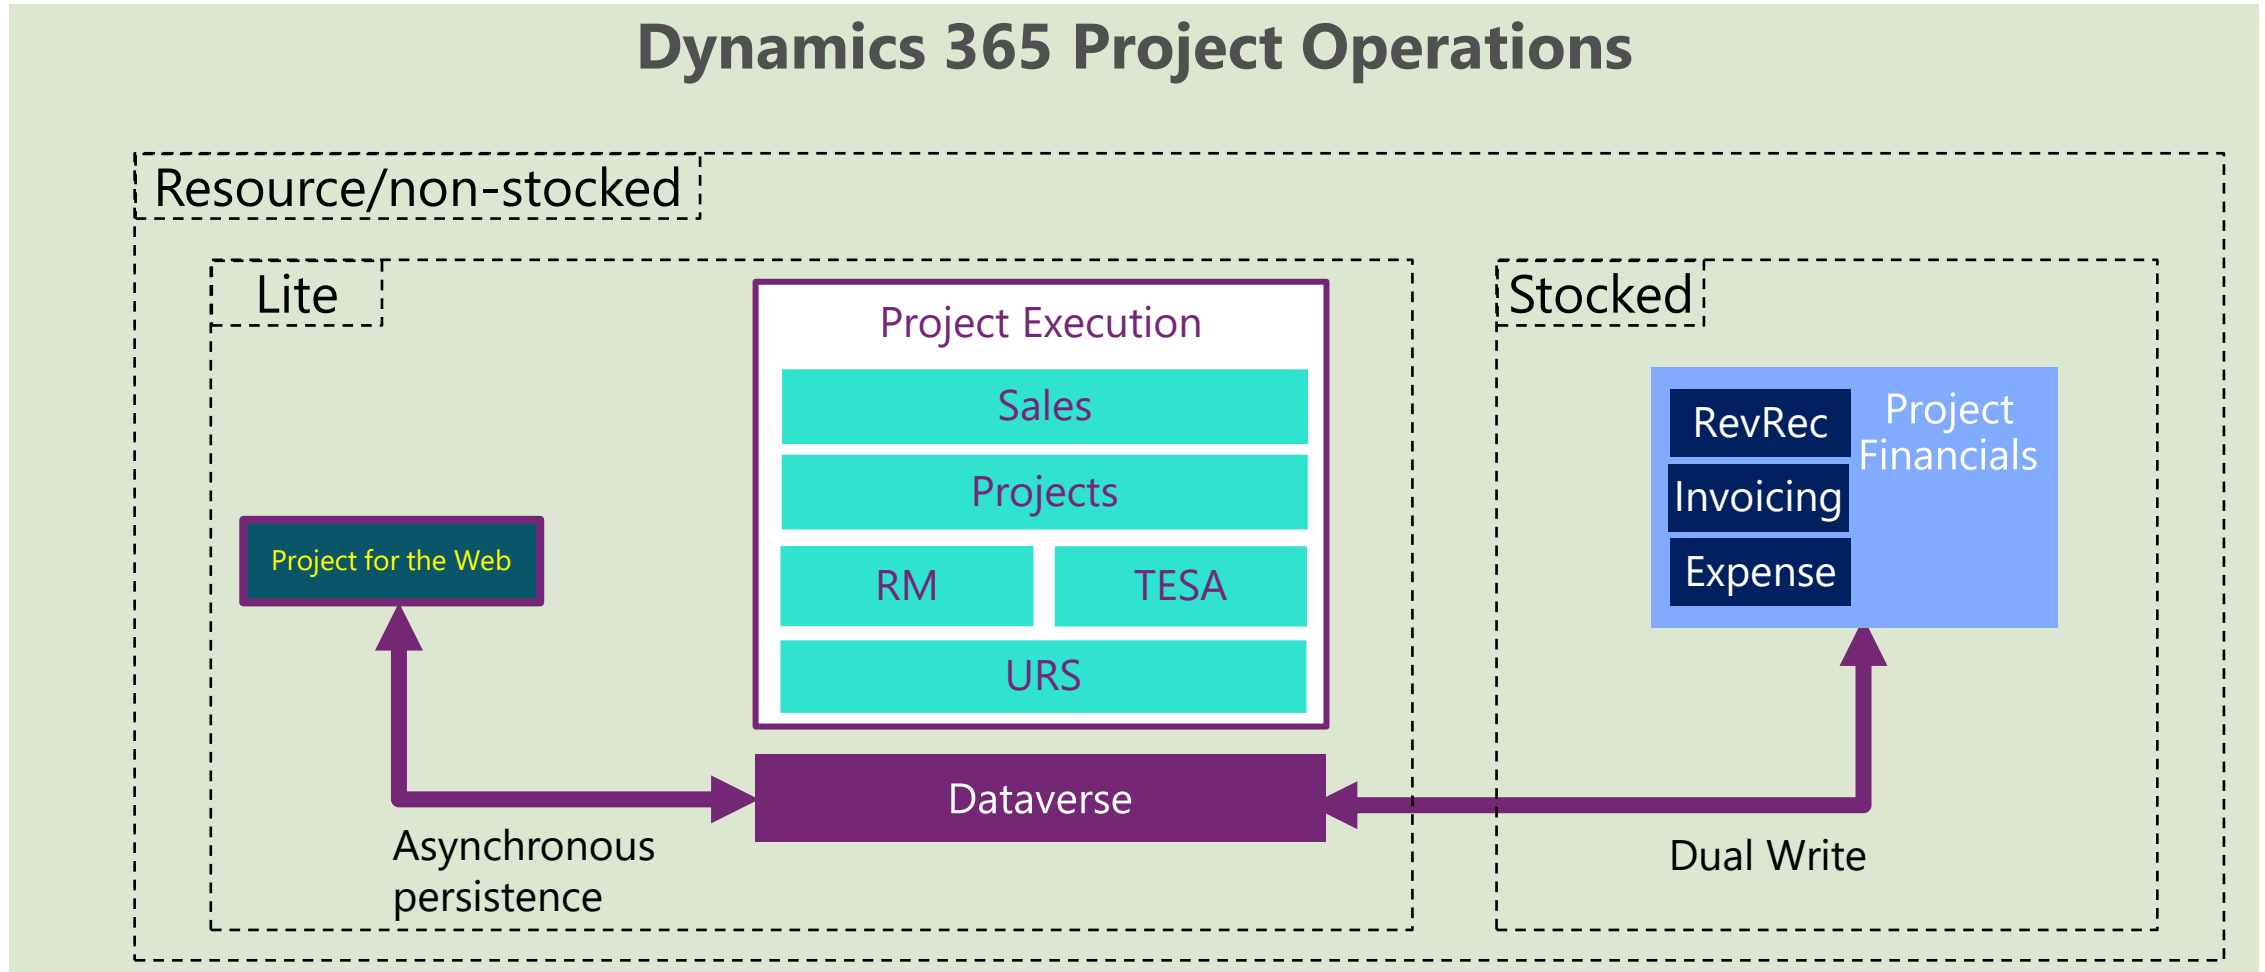 Dynamics 365 Project Operations
Resource/non-stocked
Lite
Project Execution
Sales
Projects
RM
TESA
URS
Project for the Web
Dataverse
Asynchronous
persistence
Stocked
RevRec
Invoicing
Expense
Project
Financials
Dual Write